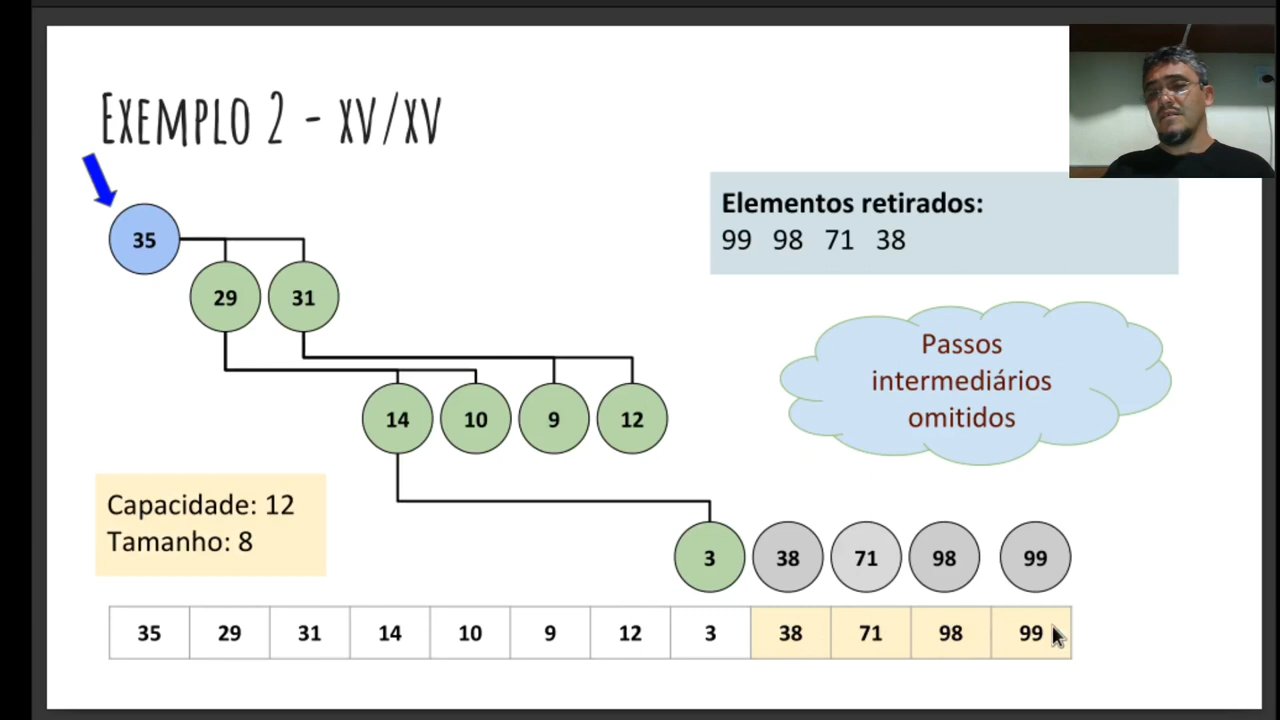 EXEMPLO 2 - XV/XV
Elementos retirados:
99 98 71 38
35
29 31
Passos
intermediários
omitidos
14 10 9 12
Capacidade: 12
Tamanho: 8
3 38 71 98 99
35 29 31 14 10 9 12 3 38 71 98 99